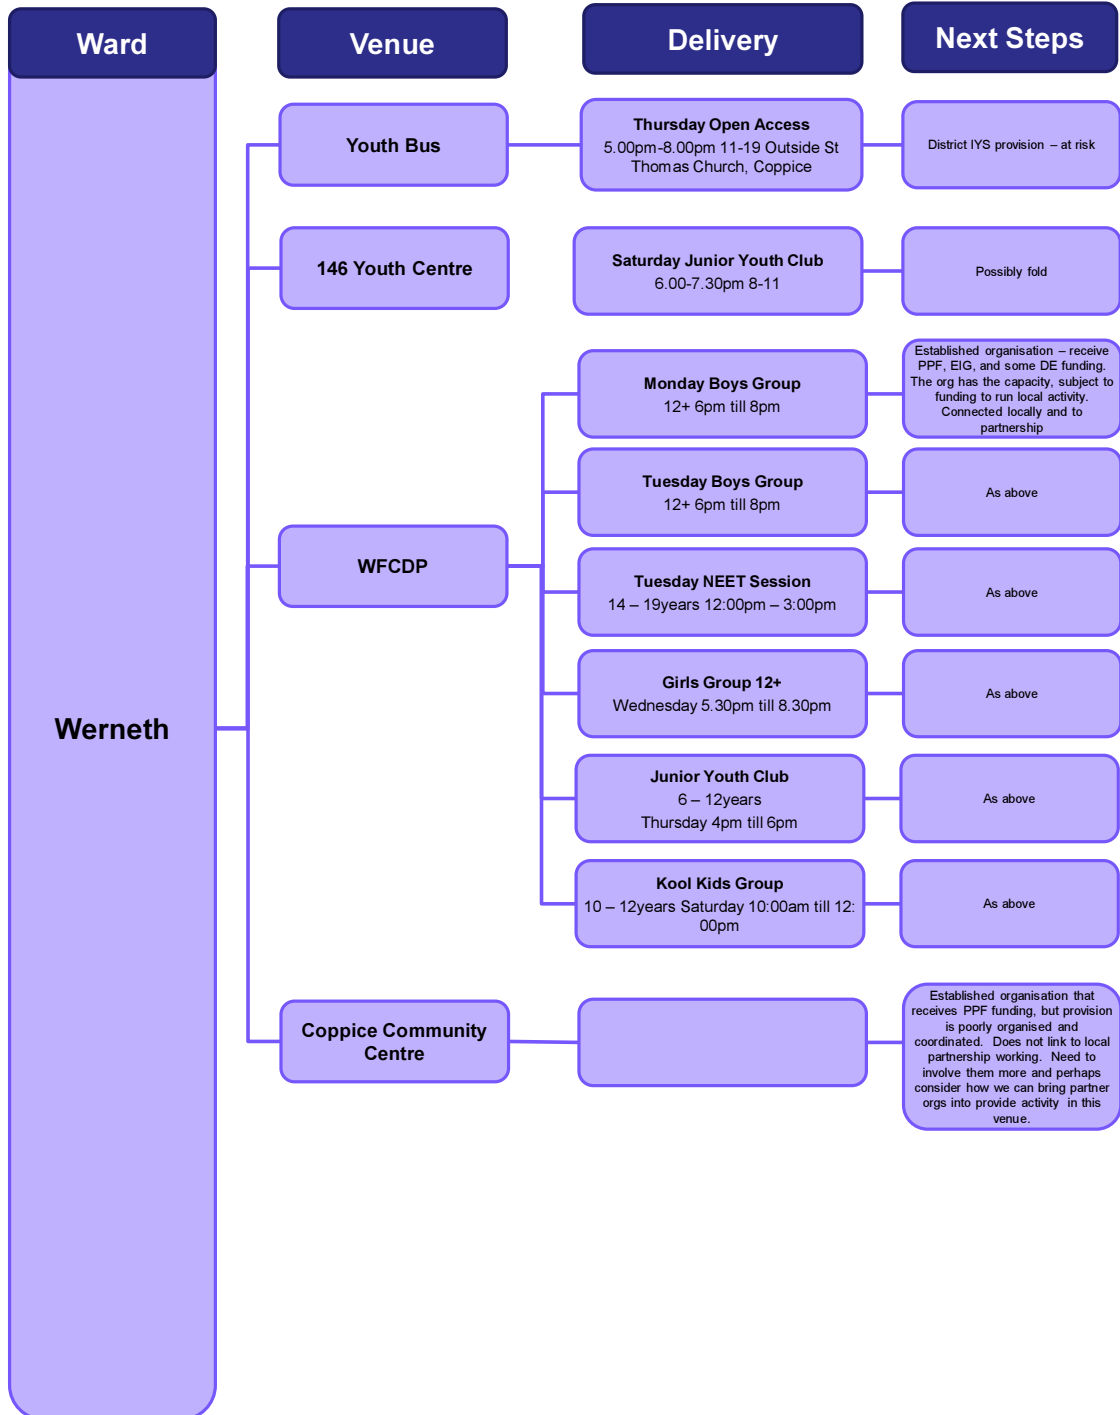 Ward
Venue
Delivery
Next Steps
Werneth
Youth Bus
Thursday Open Access
5.00pm-8.00pm 11-19 Outside St
Thomas Church, Coppice
District IYS provision – at risk
146 Youth Centre
Saturday Junior Youth Club
6.00-7.30pm 8-11
Possibly fold
WFCDP
Monday Boys Group
12+ 6pm till 8pm
Established organisation – receive
PPF, EIG, and some DE funding.
The org has the capacity, subject to
funding to run local activity.
Connected locally and to
partnership
Tuesday Boys Group
12+ 6pm till 8pm
As above
Tuesday NEET Session
14 – 19years 12:00pm – 3:00pm
As above
Girls Group 12+
Wednesday 5.30pm till 8.30pm
As above
Junior Youth Club
6 – 12years
Thursday 4pm till 6pm
As above
Kool Kids Group
10 – 12years Saturday 10:00am till 12:
00pm
As above
Coppice Community
Centre
Established organisation that
receives PPF funding, but provision
is poorly organised and
coordinated. Does not link to local
partnership working. Need to
involve them more and perhaps
consider how we can bring partner
orgs into provide activity in this
venue.